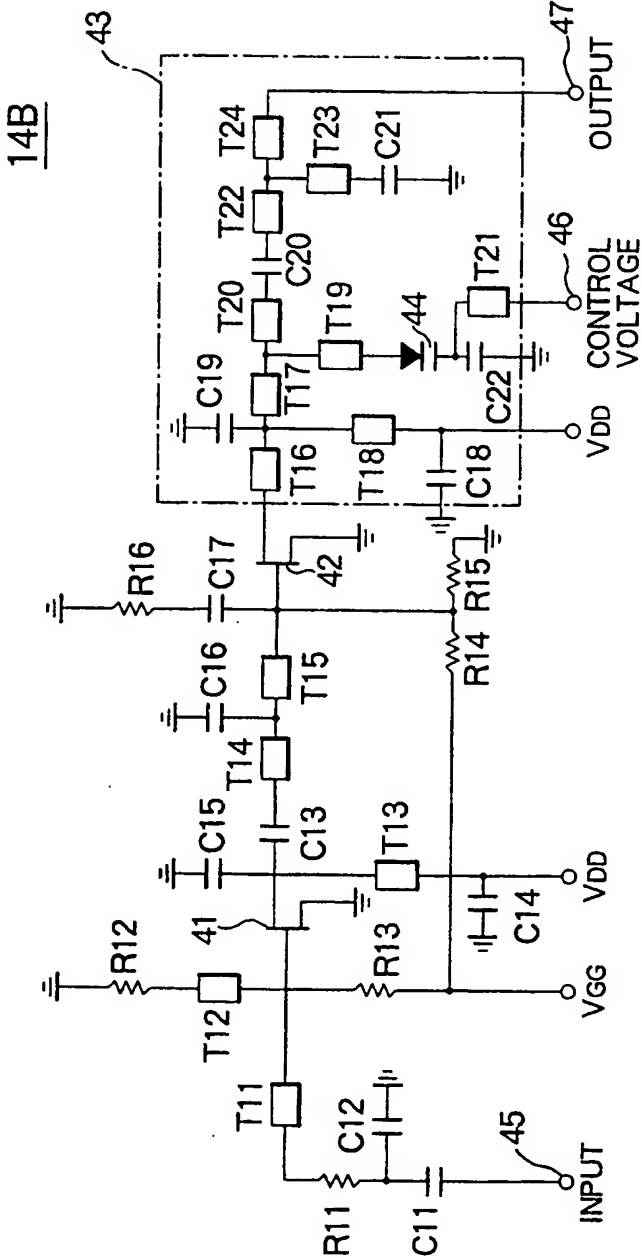 14B
43
R16
C17
C16
C15
R12
T12
41
T11
R11
C12
C11
45
INPUT
R13
VGG
C13
T13
C14
VDD
T14
T15
42
R14
R15
T16
C19
T17
T18
C18
VDD
T20
T19
44
C22
T21
46
CONTROL
VOLTAGE
C20
T22
T24
T23
C21
47
OUTPUT